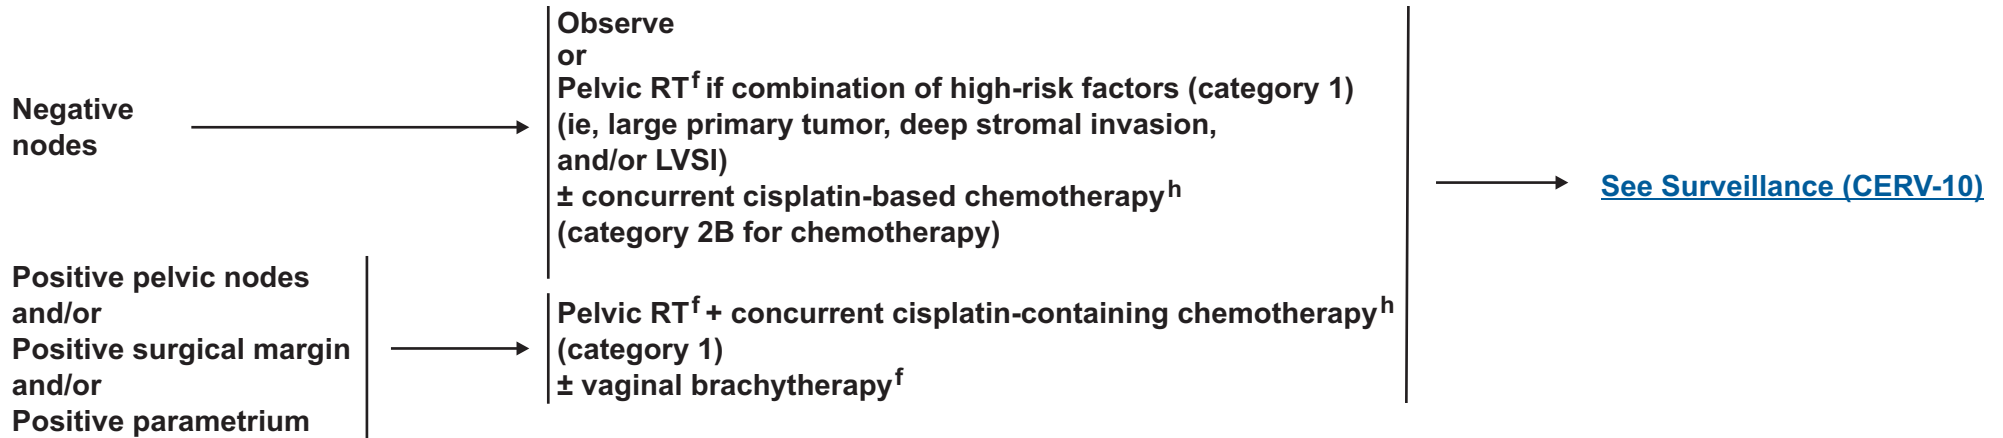 Negative
nodes
Observe
or
Pelvic RTf if combination of high-risk factors (category 1)
(ie, large primary tumor, deep stromal invasion,
and/or LVSI)
± concurrent cisplatin-based chemotherapyh
(category 2B for chemotherapy)
Positive pelvic nodes
and/or
Positive surgical margin
and/or
Positive parametrium
Pelvic RTf + concurrent cisplatin-containing chemotherapyh
(category 1)
± vaginal brachytherapyf
See Surveillance (CERV-10)